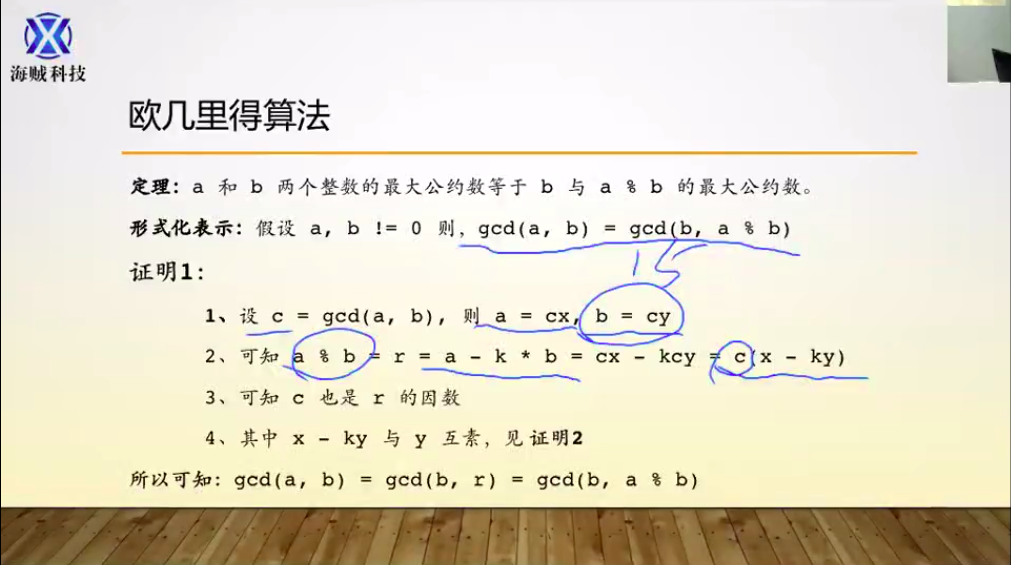 海贼科技
欧几里得算法
定理：a 和 b 两个整数的最大公约数等于 b 与 a % b 的最大公约数。
形式化表示：假设 a, b != 0 则，gcd(a, b) = gcd(b, a % b)
证明1：
1、设 c = gcd(a, b)，则 a = cx, b = cy
2、可知 a % b = r = a - k * b = cx - kcy = c(x - ky)
3、可知 c 也是 r 的因数
4、其中 x - ky 与 y 互素，见证明2
所以可知：gcd(a, b) = gcd(b, r) = gcd(b, a % b)